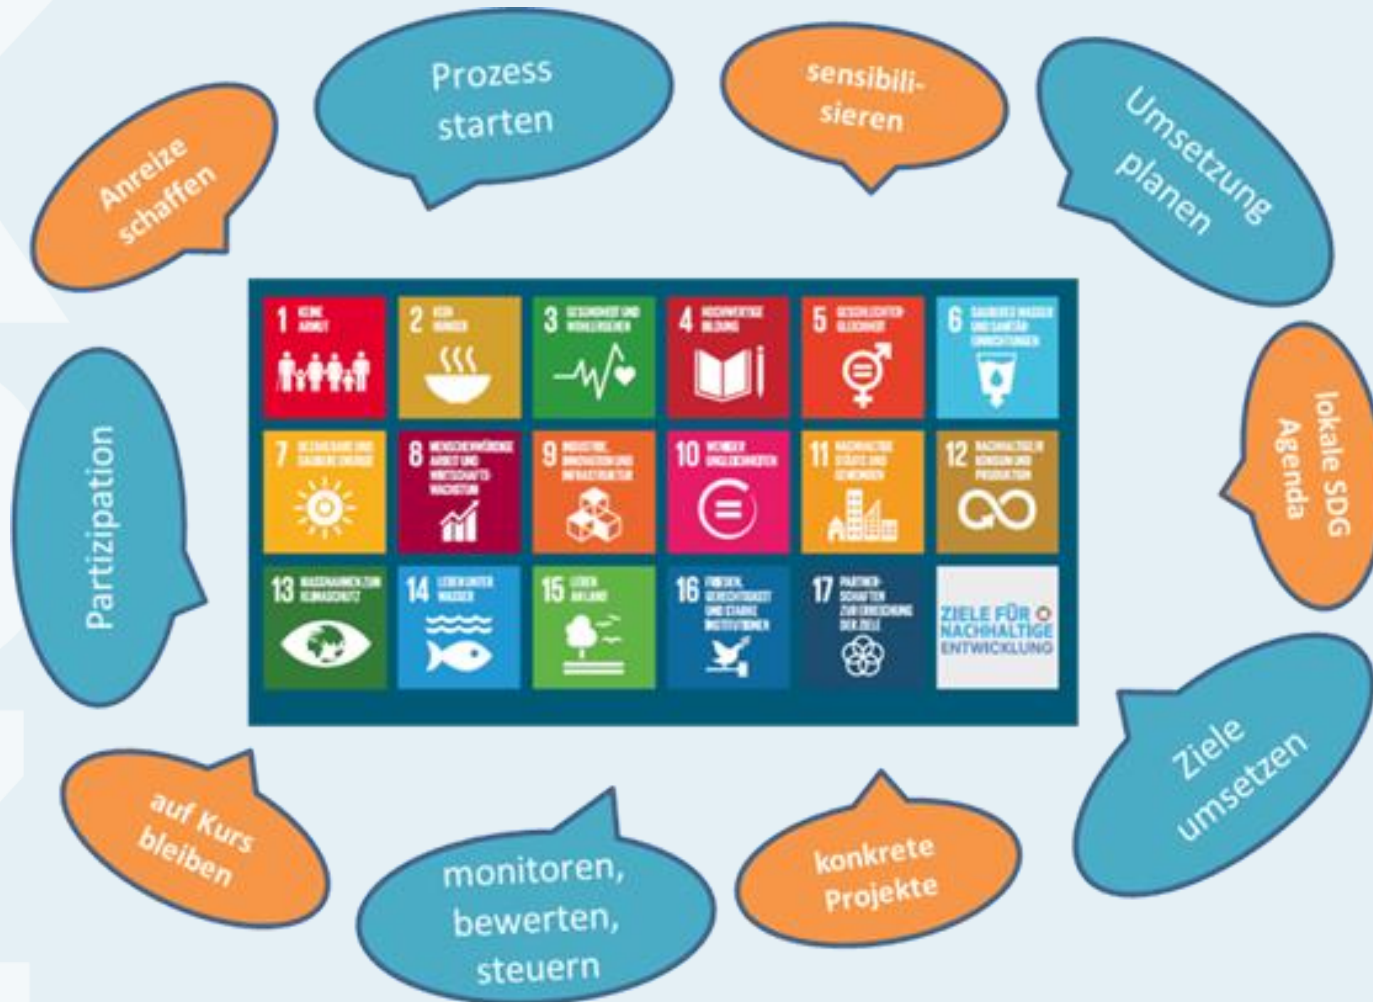 Prozess
starten
sensibili-
sieren
Umsetzung
planen
Anreize
schaffen
1 KEINE
ARMUT
2 KEIN
HUNGER
3 GESUNDHEIT UND
WOHLERGEHEN
4 HOCHWERTIGE
BILDUNG
5 GESCHLECHTER-
GLEICHHEIT
6 SAUBERES WASSER
UND SANITÄR-
EINRICHTUNGEN
lokale SDG
Agenda
Partizipation
7 BEZAHLBARE UND
SAUBERE ENERGIE
8 MENSCHENWÜRDIGE
ARBEIT UND
WIRTSCHAFTS-
WACHSTUM
9 INDUSTRIE,
INNOVATION UND
INFRASTRUKTUR
10 WENIGER
UNGLEICHHEITEN
11 NACHHALTIGE
STÄDTE UND
GEMEINDEN
12 NACHHALTIGE/R
KONSUM UND
PRODUKTION
13 MASSNAHMEN ZUM
KLIMASCHUTZ
14 LEBEN UNTER
WASSER
15 LEBEN
AN LAND
16 FRIEDEN,
GERECHTIGKEIT
UND STARKE
INSTITUTIONEN
17 PARTNER-
SCHAFTEN
ZUR ERREICHUNG
DER ZIELE
ZIELE FÜR
NACHHALTIGE
ENTWICKLUNG
Ziele
umsetzen
auf Kurs
bleiben
monitoren,
bewerten,
steuern
konkrete
Projekte